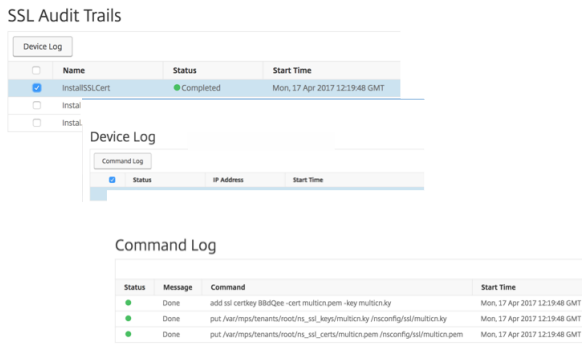 SSL Audit Trails
Device Log
Name Status Start Time
InstallSSLCert Completed Mon, 17 Apr 2017 12:19:48 GMT
Instal
Instal
Device Log
Command Log
Status IP Address Start Time
Command Log
Status Message Command Start Time
Done add ssl certkey BBdQee -cert multicn.pem -key multicn.ky Mon, 17 Apr 2017 12:19:48 GMT
Done put /var/mps/tenants/root/ns_ssl_keys/multicn.ky /nsconfig/ssl/multicn.ky Mon, 17 Apr 2017 12:19:48 GMT
Done put /var/mps/tenants/root/ns_ssl_certs/multicn.pem /nsconfig/ssl/multicn.pem Mon, 17 Apr 2017 12:19:48 GMT